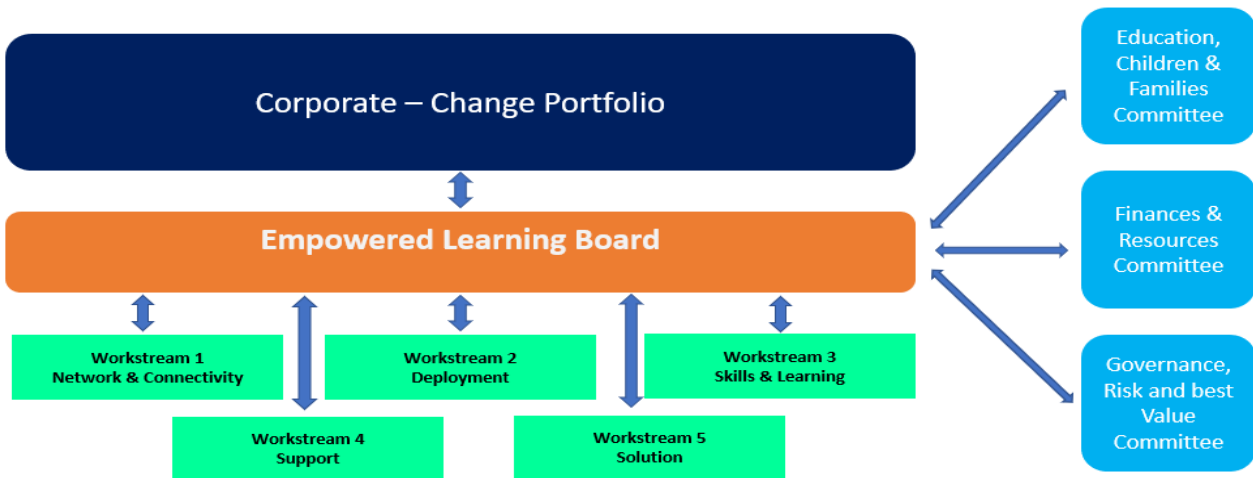 Corporate – Change Portfolio
Empowered Learning Board
Workstream 1
Network & Connectivity
Workstream 2
Deployment
Workstream 3
Skills & Learning
Workstream 4
Support
Workstream 5
Solution
Education,
Children &
Families
Committee
Finances &
Resources
Committee
Governance,
Risk and best
Value
Committee